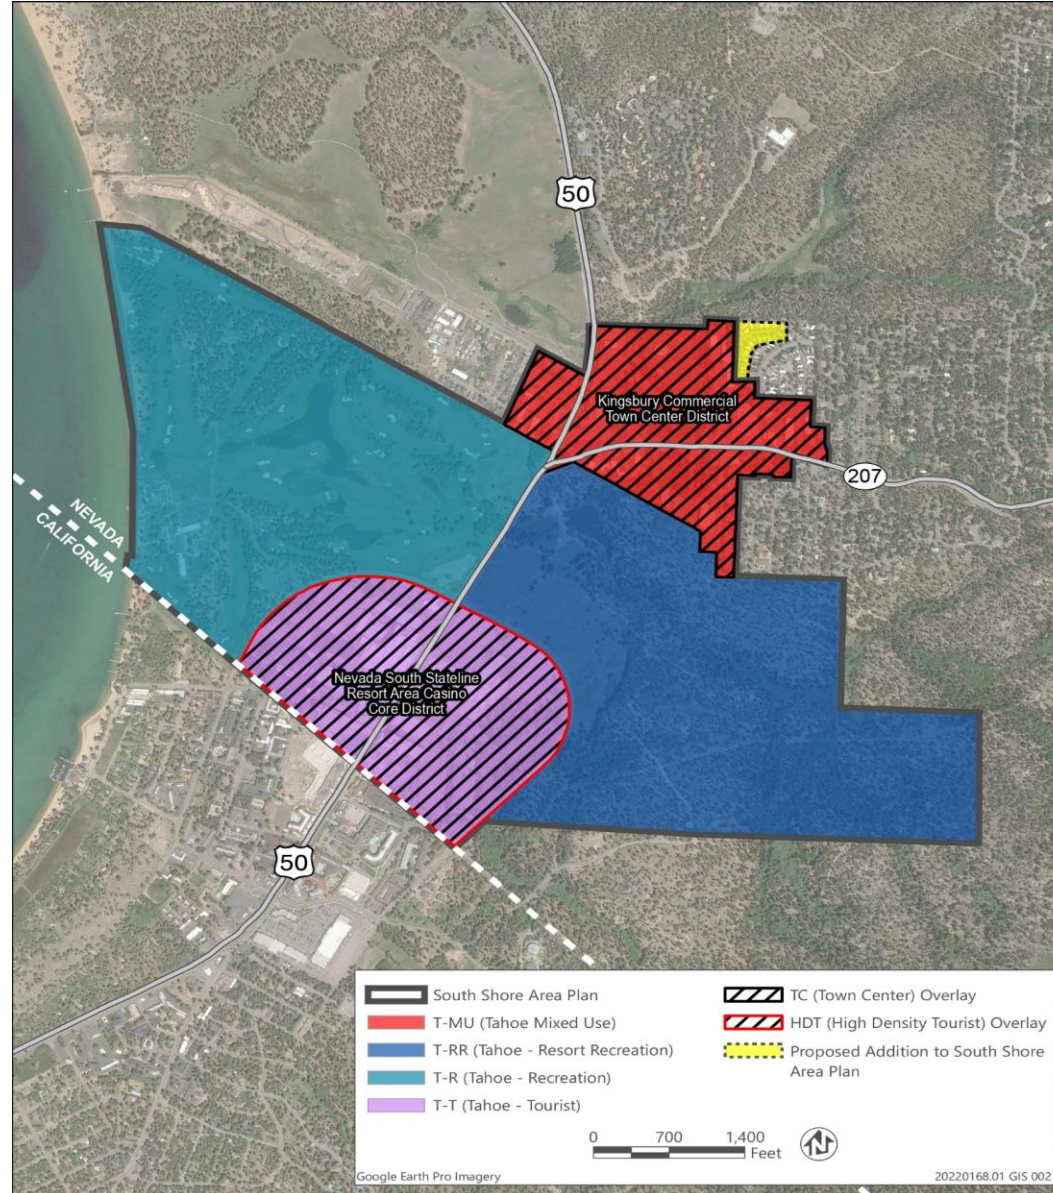 50
Kingsbury Commercial
Town Center District
207
NEVADA
CALIFORNIA
Nevada South Stateline
Resort Area Casino
Core District
50
South Shore Area Plan
T-MU (Tahoe Mixed Use)
T-RR (Tahoe - Resort Recreation)
T-R (Tahoe - Recreation)
T-T (Tahoe - Tourist)
TC (Town Center) Overlay
HDT (High Density Tourist) Overlay
Proposed Addition to South Shore
Area Plan
0 700 1,400
Feet
N
Google Earth Pro Imagery
20220168.01 GIS 002